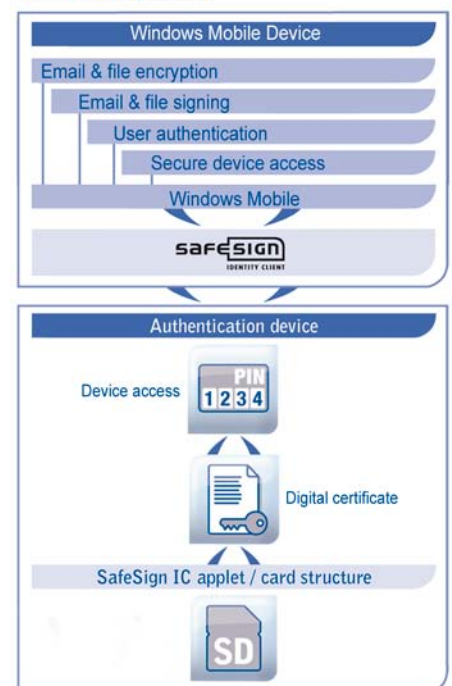 Windows Mobile Device
Email & file encryption
Email & file signing
User authentication
Secure device access
Windows Mobile
safesign
IDENTITY CLIENT
Authentication device
PIN
1234
Device access
Digital certificate
SafeSign IC applet / card structure
SD